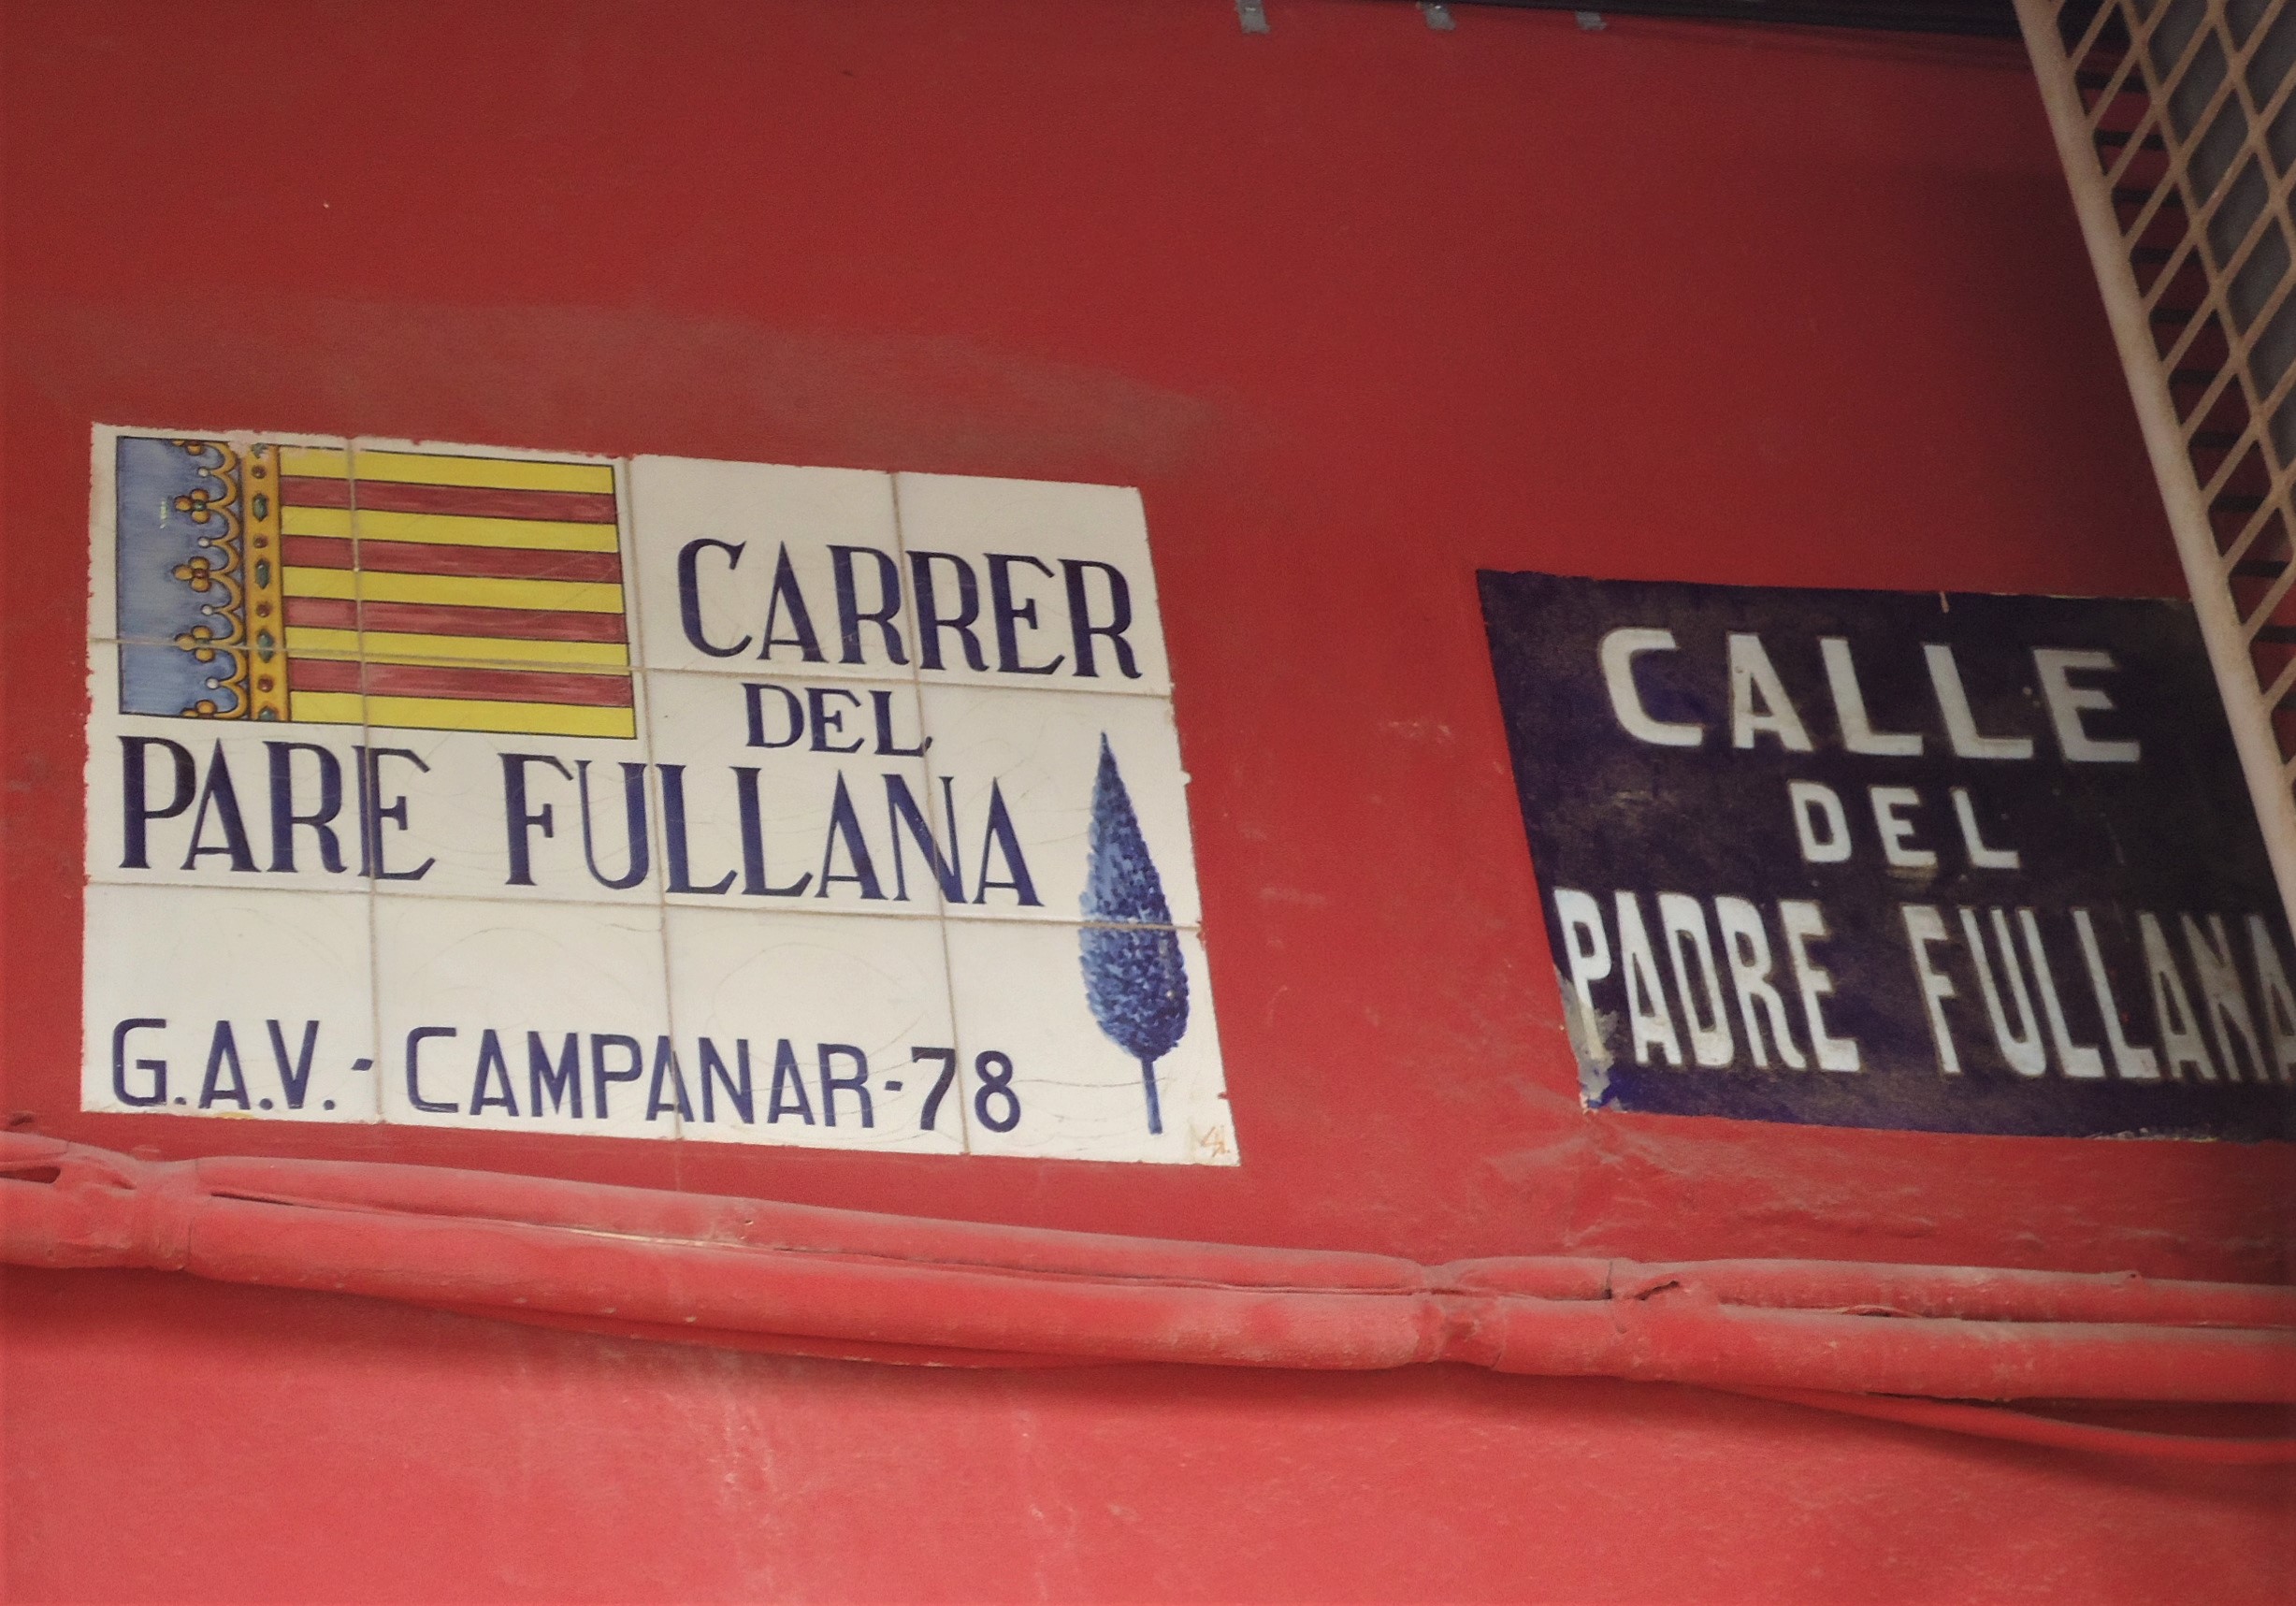 CARRER
DEL
PARE FULLANA
G.A.V.-CAMPANAR-78
CALLE
DEL
PADRE FULLANA